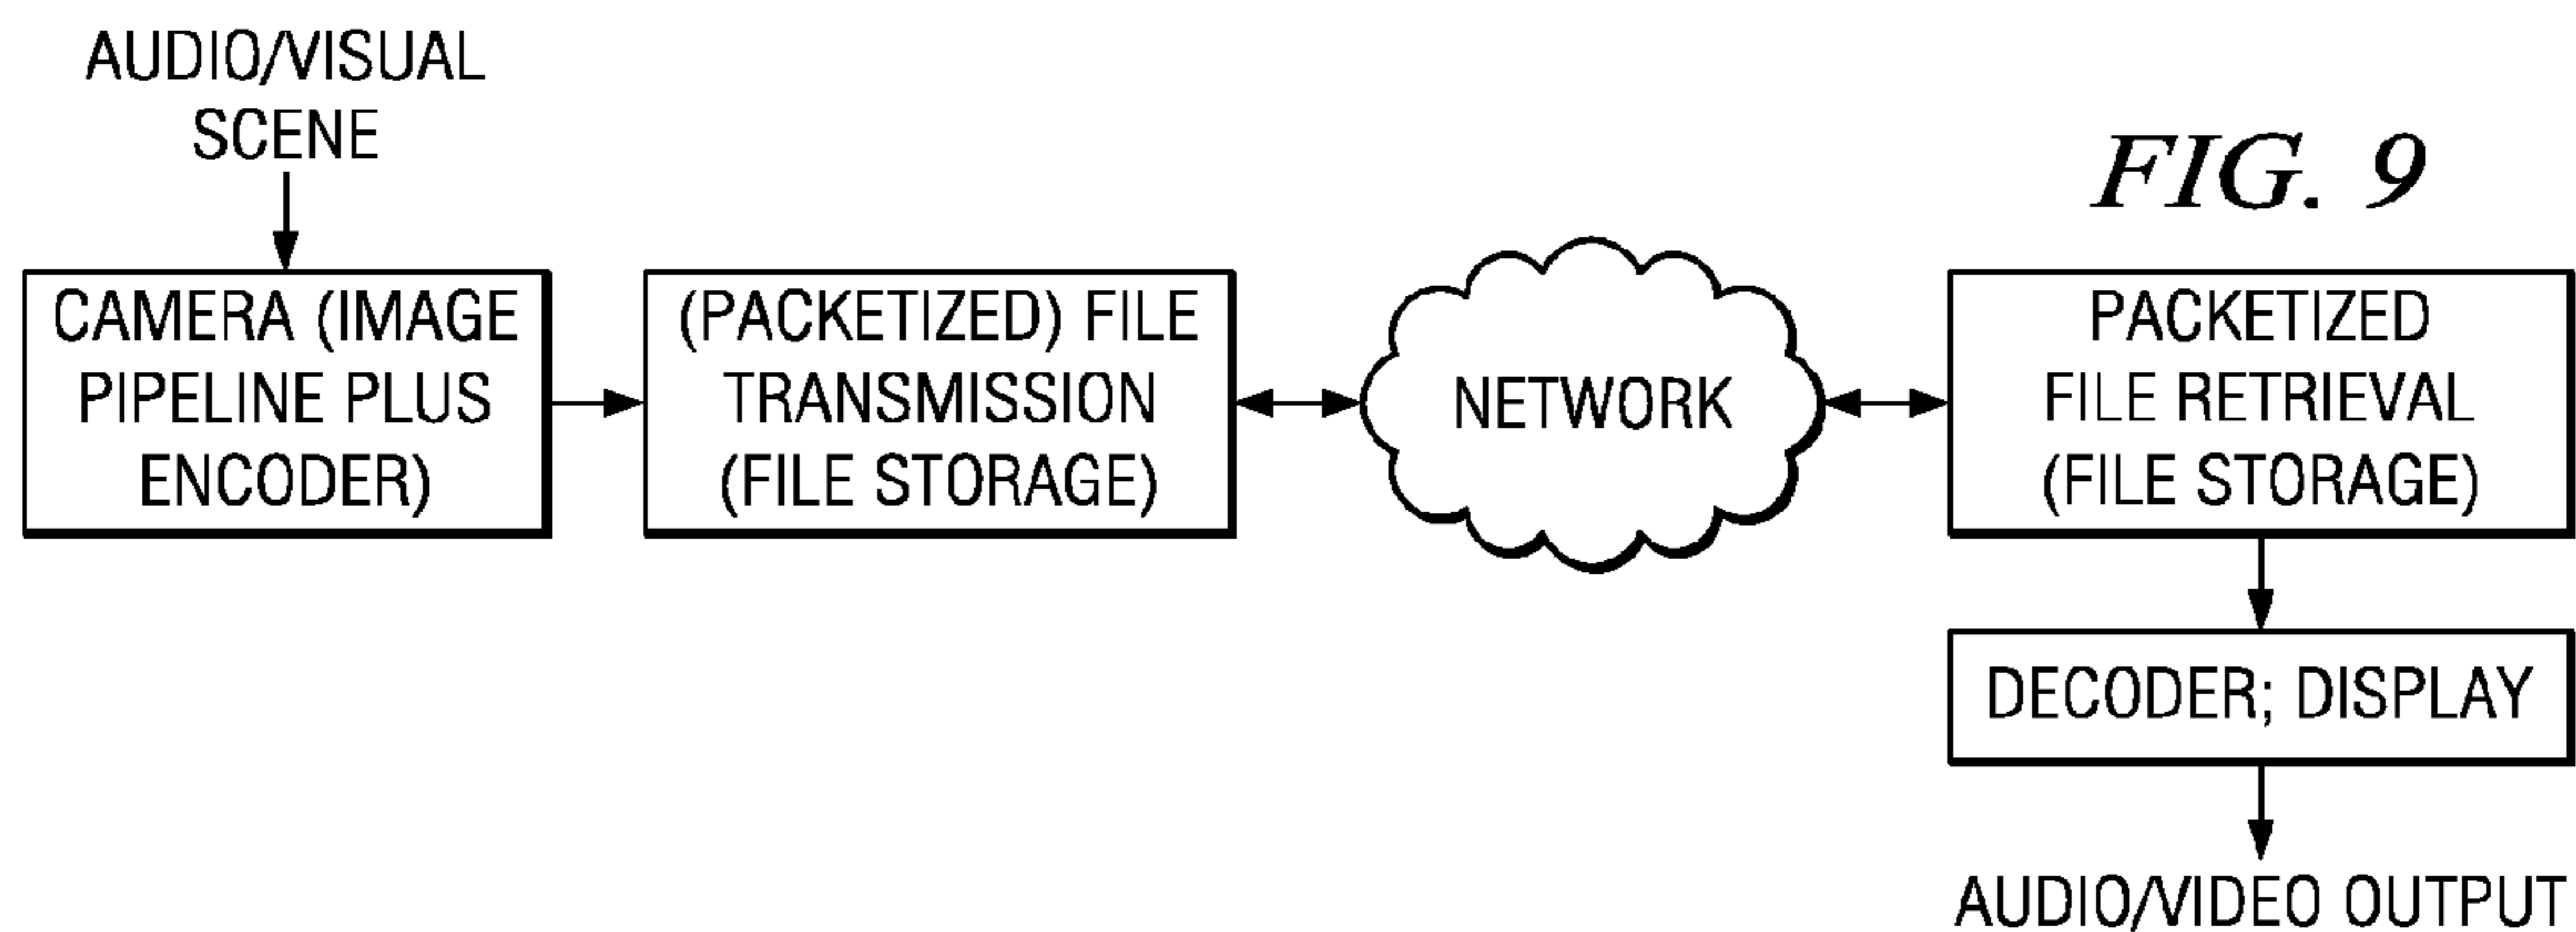 AUDIO/VISUAL
SCENE
FIG. 9
CAMERA (IMAGE
PIPELINE PLUS
ENCODER)
(PACKETIZED) FILE
TRANSMISSION
(FILE STORAGE)
NETWORK
PACKETIZED
FILE RETRIEVAL
(FILE STORAGE)
DECODER; DISPLAY
AUDIO/VIDEO OUTPUT